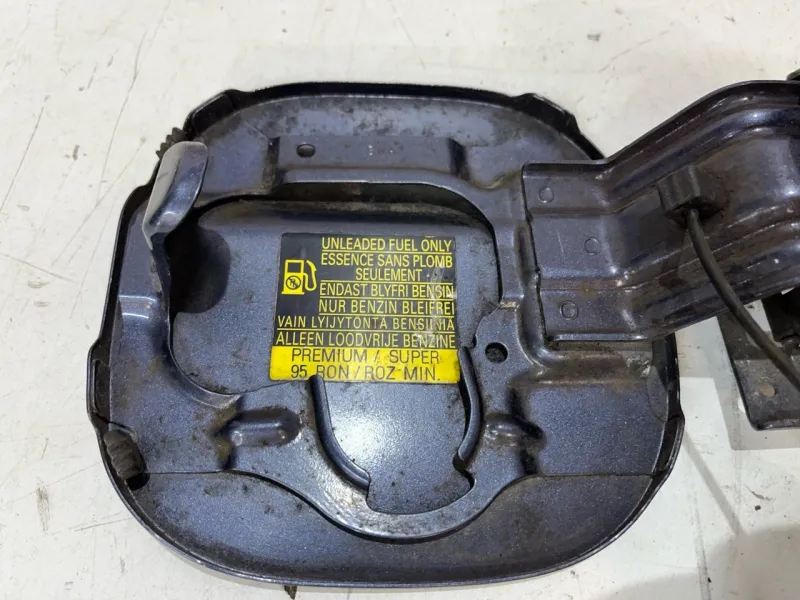 UNLEADED FUEL ONLY
ESSENCE SANS PLOMB
SEULEMENT
ENDAST BLYFRI BENSIN
NUR BENZIN BLEIFREI
VAIN LYIJYTÖNTÄ BENSIINIÄ
ALLEEN LOODVRIJE BENZINE
PREMIUM / SUPER
95 RON/ROZ MIN.